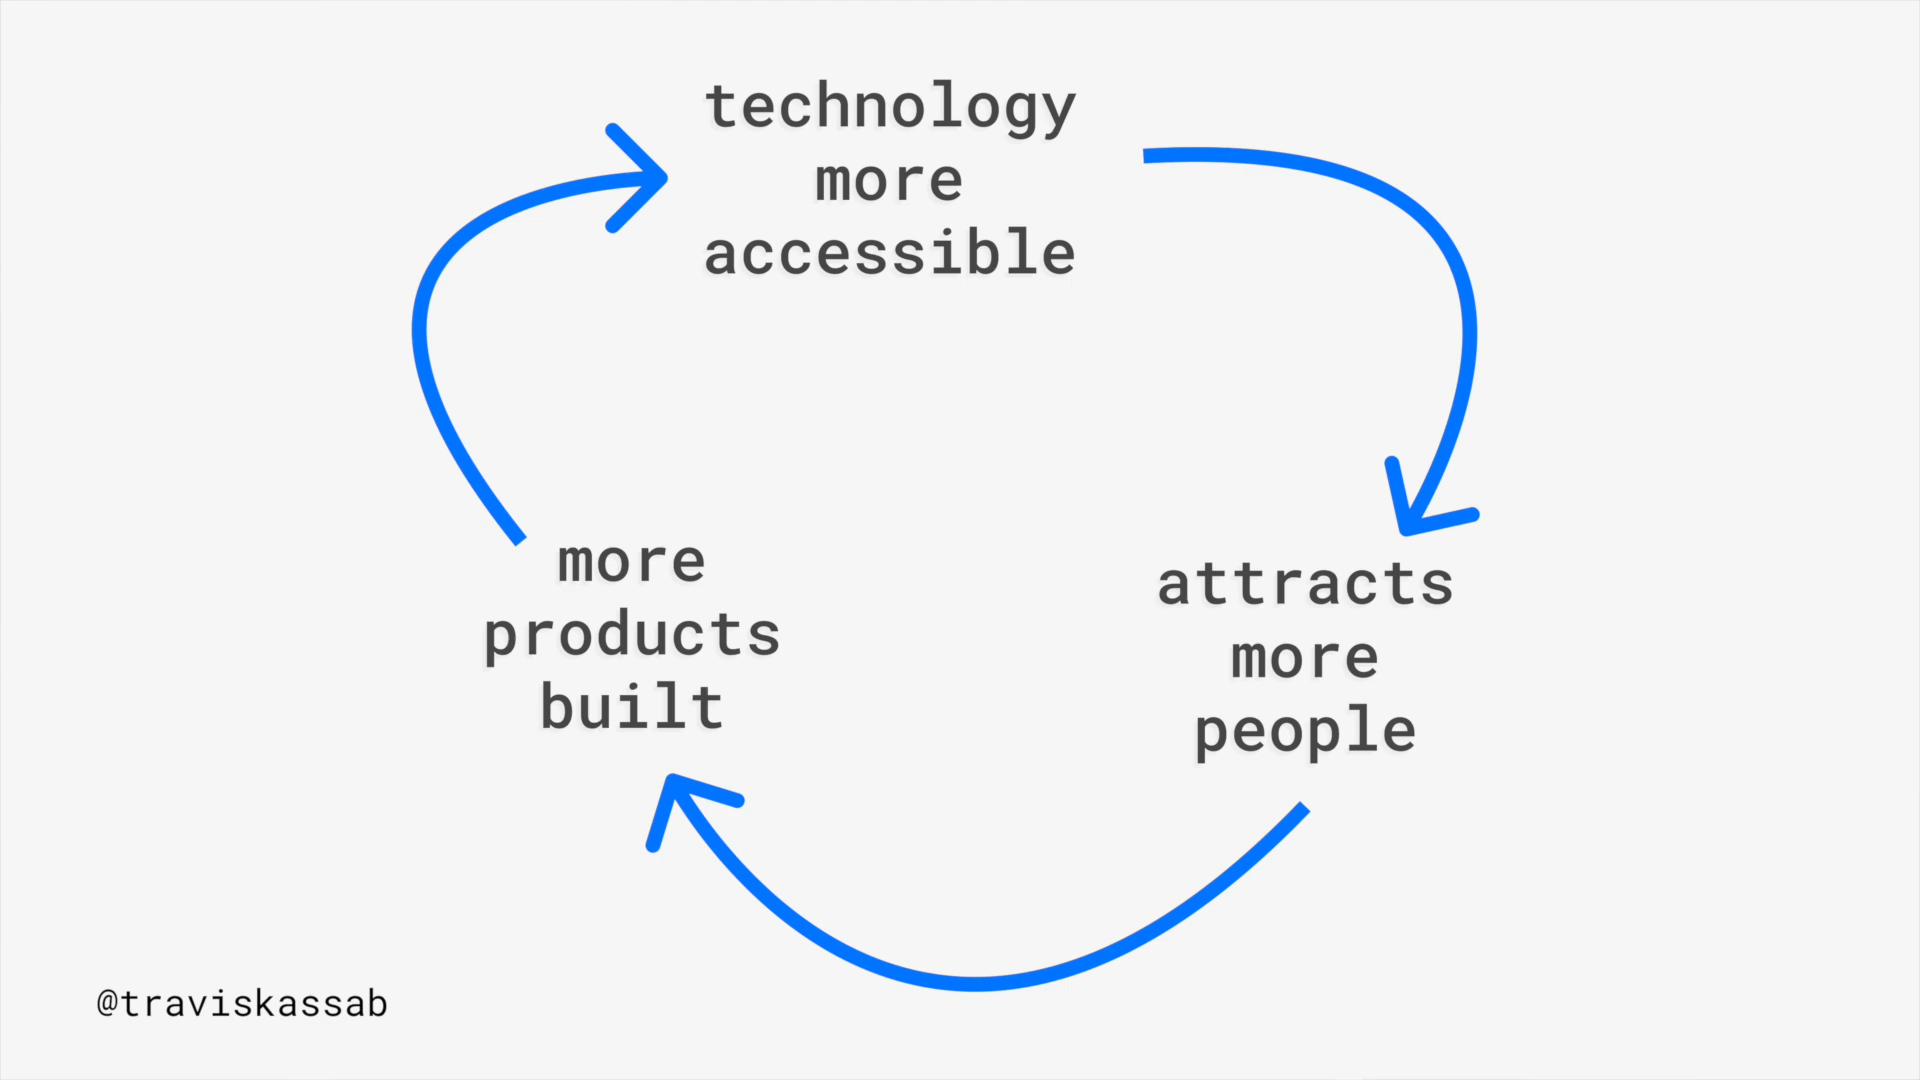 technology
more
accessible
attracts
more
people
more
products
built
@traviskassab